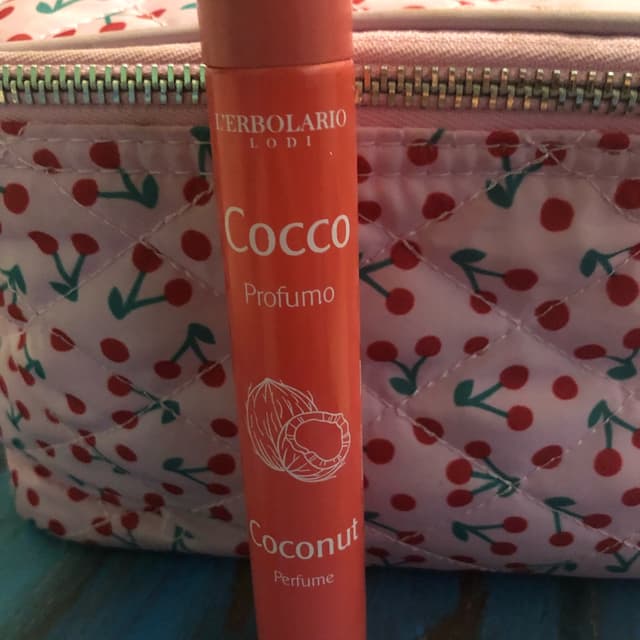 L'ERBOLARIO
LODI
Cocco
Profumo
Coconut
Perfume